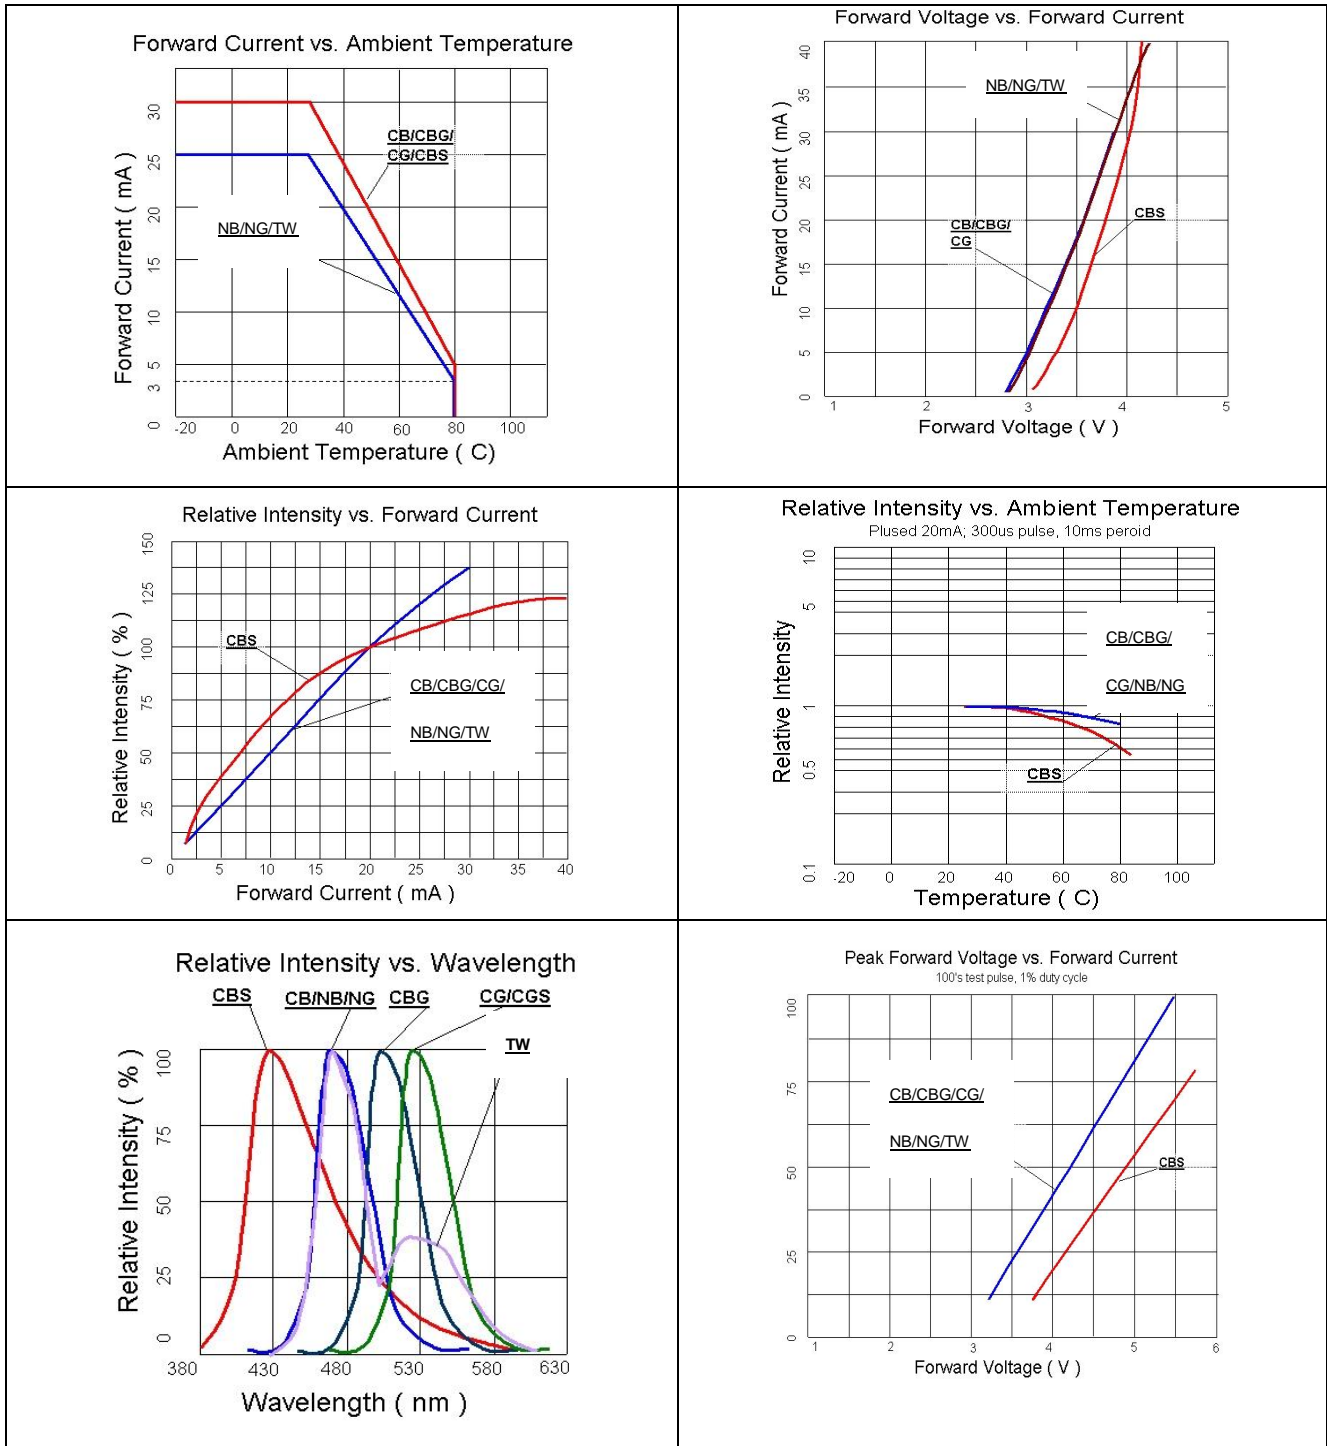 Forward Current vs. Ambient Temperature
Forward Current ( mA )
30
25
20
15
10
5
3
0
CB/CBG/
CG/CBS
NB/NG/TW
-20 0 20 40 60 80 100
Ambient Temperature ( C)
Forward Voltage vs. Forward Current
Forward Current ( mA )
40
35
30
25
20
15
10
5
0
NB/NG/TW
CB/CBG/
CG
CBS
1 2 3 4 5
Forward Voltage ( V )
Relative Intensity vs. Forward Current
Relative Intensity ( % )
150
125
100
75
50
25
0
CBS
CB/CBG/CG/
NB/NG/TW
0 5 10 15 20 25 30 35 40
Forward Current ( mA )
Relative Intensity vs. Ambient Temperature
Plused 20mA; 300us pulse, 10ms peroid
Relative Intensity
10
5
1
0.5
0.1
CB/CBG/
CG/NB/NG
CBS
-20 0 20 40 60 80 100
Temperature ( C)
Relative Intensity vs. Wavelength
CBS CB/NB/NG CBG CG/CGS
TW
Relative Intensity ( % )
100
75
50
25
0
380 430 480 530 580 630
Wavelength ( nm )
Peak Forward Voltage vs. Forward Current
100's test pulse, 1% duty cycle
100
75
50
25
0
CB/CBG/CG/
NB/NG/TW
CBS
1 2 3 4 5 6
Forward Voltage ( V )